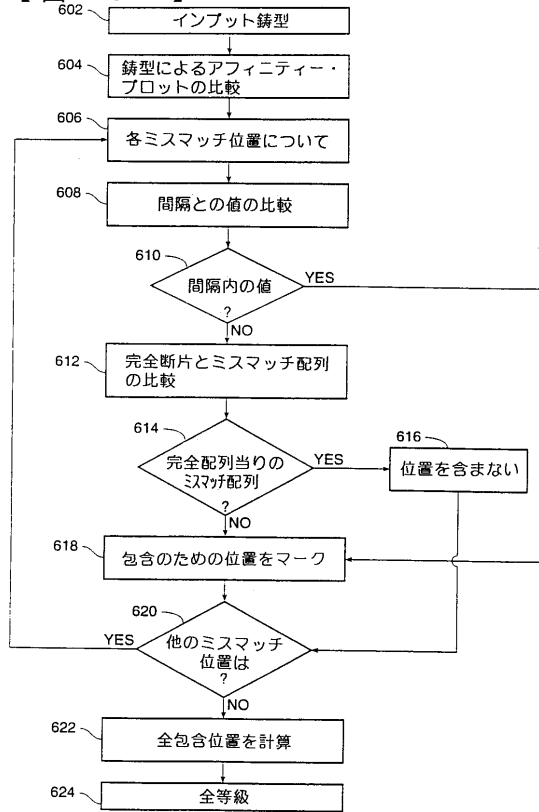 602
インプット鋳型
604
鋳型によるアフィニティー・
プロットの比較
606
各ミスマッチ位置について
608
間隔との値の比較
610
間隔内の値
?
YES
NO
612
完全断片とミスマッチ配列
の比較
614
完全配列当りの
ミスマッチ配列
?
YES
616
位置を含まない
NO
618
包含のための位置をマーク
620
他のミスマッチ
位置は
?
YES
NO
622
全包含位置を計算
624
全等級